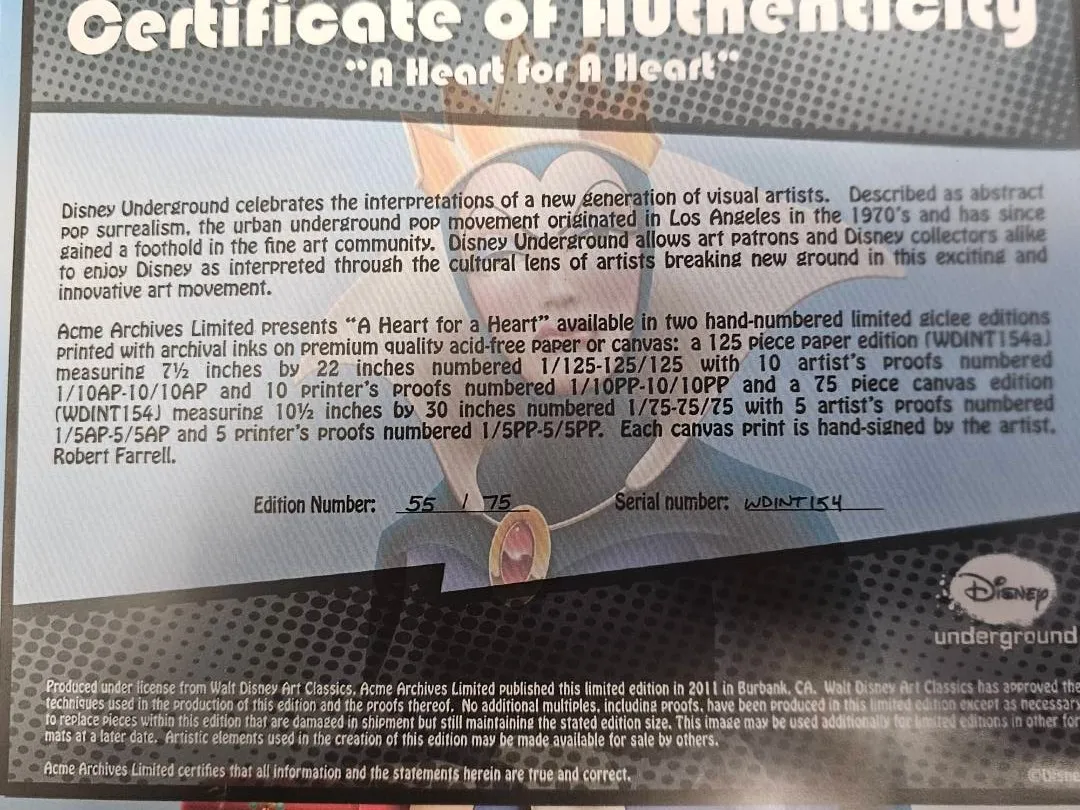 Certificate of Authenticity
"A Heart for A Heart"
Disney Underground celebrates the interpretations of a new generation of visual artists. Described as abstract
pop surrealism, the urban underground pop movement originated in Los Angeles in the 1970's and has since
gained a foothold in the fine art community. Disney Underground allows art patrons and Disney collectors alike
to enjoy Disney as interpreted through the cultural lens of artists breaking new ground in this exciting and
innovative art movement.
Acme Archives Limited presents "A Heart for a Heart" available in two hand-numbered limited giclee editions
printed with archival inks on premium quality acid-free paper or canvas: a 125 piece paper edition (WDINT154a)
measuring 7½ inches by 22 inches numbered 1/125-125/125 with 10 artist's proofs numbered
1/10AP-10/10AP and 10 printer's proofs numbered 1/10PP-10/10PP and a 75 piece canvas edition
(WDINT154) measuring 10½ inches by 30 inches numbered 1/75-75/75 with 5 artist's proofs numbered
1/5AP-5/5AP and 5 printer's proofs numbered 1/5PP-5/5PP. Each canvas print is hand-signed by the artist,
Robert Farrell.
Edition Number: 55 / 75 Serial number: WDINT154
Disney
underground
Produced under license from Walt Disney Art Classics, Acme Archives Limited published this limited edition in 2011 in Burbank, CA. Walt Disney Art Classics has approved the
techniques used in the production of this edition and the proofs thereof. No additional multiples, including proofs, have been produced in this limited edition except as necessary
to replace pieces within this edition that are damaged in shipment but still maintaining the stated edition size. This image may be used additionally for limited editions in other for
mats at a later date. Artistic elements used in the creation of this edition may be made available for sale by others.
Acme Archives Limited certifies that all information and the statements herein are true and correct.
©Disne